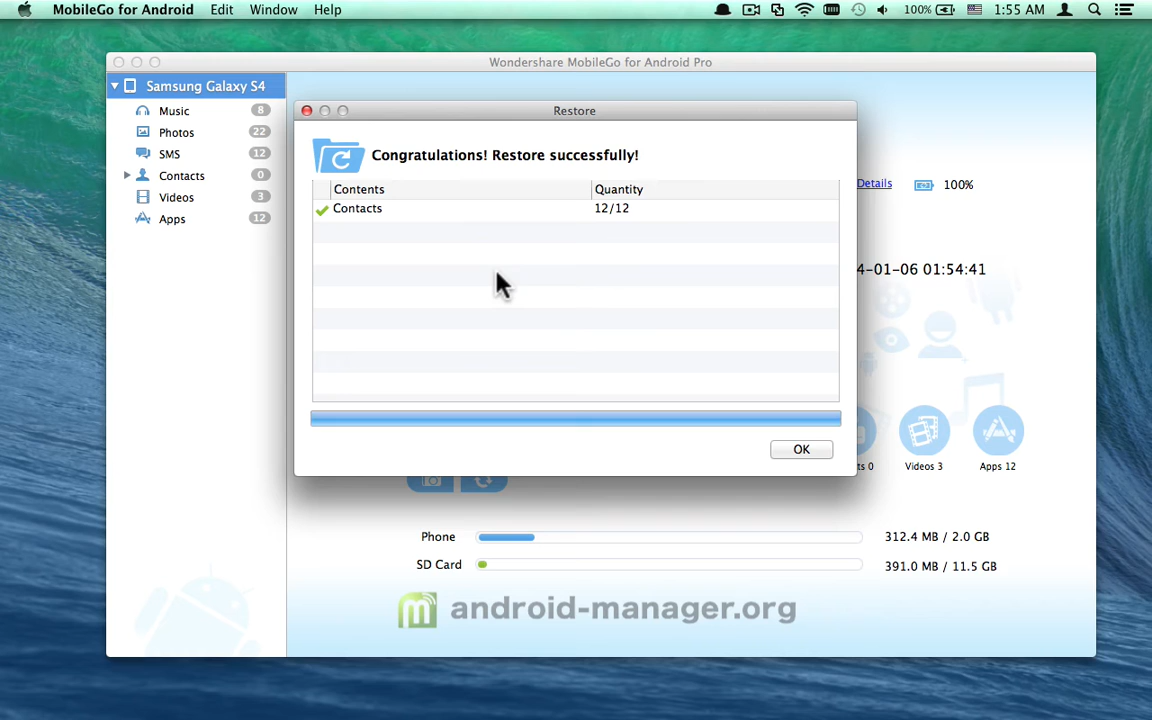 MobileGo for Android Edit Window Help 100% 1:55 AM
Wondershare MobileGo for Android Pro
Samsung Galaxy S4
Music 8
Photos 22
SMS 12
Contacts 0
Videos 3
Apps 12
Restore
Congratulations! Restore successfully!
Contents Quantity
Contacts 12/12
OK
Details 100%
4-01-06 01:54:41
ts 0 Videos 3 Apps 12
Phone 312.4 MB / 2.0 GB
SD Card 391.0 MB / 11.5 GB
android-manager.org